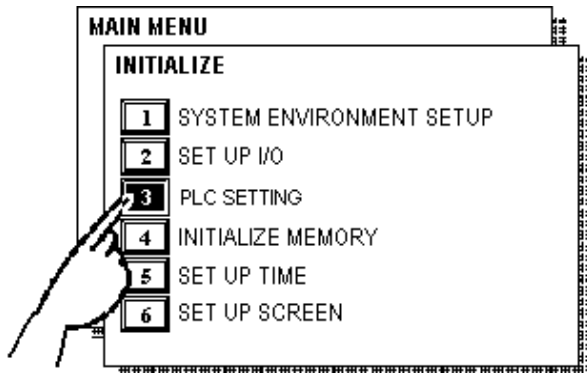 MAIN MENU
INITIALIZE
1 SYSTEM ENVIRONMENT SETUP
2 SET UP I/O
3 PLC SETTING
4 INITIALIZE MEMORY
5 SET UP TIME
6 SET UP SCREEN